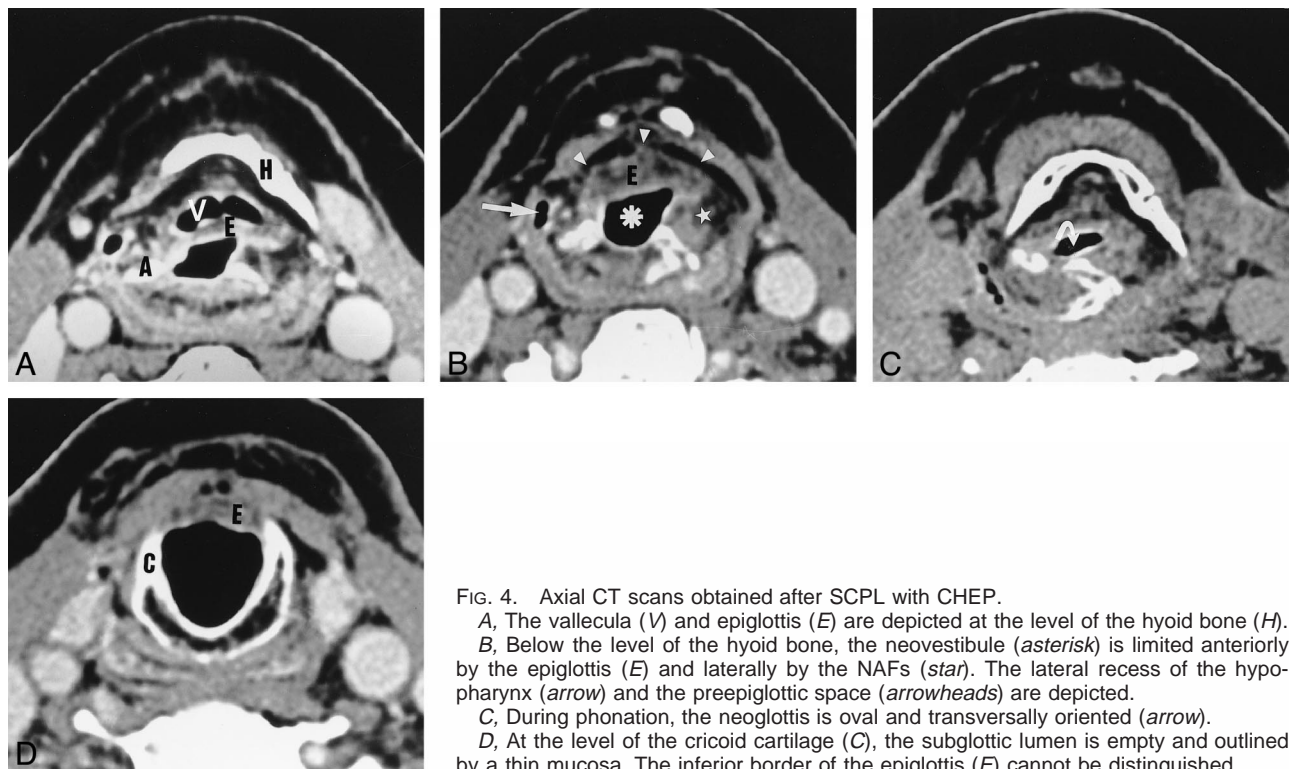 H
V
E
A
A
E
B
C
E
C
D
FIG. 4. Axial CT scans obtained after SCPL with CHEP.
A, The vallecula (V) and epiglottis (E) are depicted at the level of the hyoid bone (H).
B, Below the level of the hyoid bone, the neovestibule (asterisk) is limited anteriorly
by the epiglottis (E) and laterally by the NAFs (star). The lateral recess of the hypo-
pharynx (arrow) and the preepiglottic space (arrowheads) are depicted.
C, During phonation, the neoglottis is oval and transversally oriented (arrow).
D, At the level of the cricoid cartilage (C), the subglottic lumen is empty and outlined
by a thin mucosa. The inferior border of the epiglottis (E) cannot be distinguished